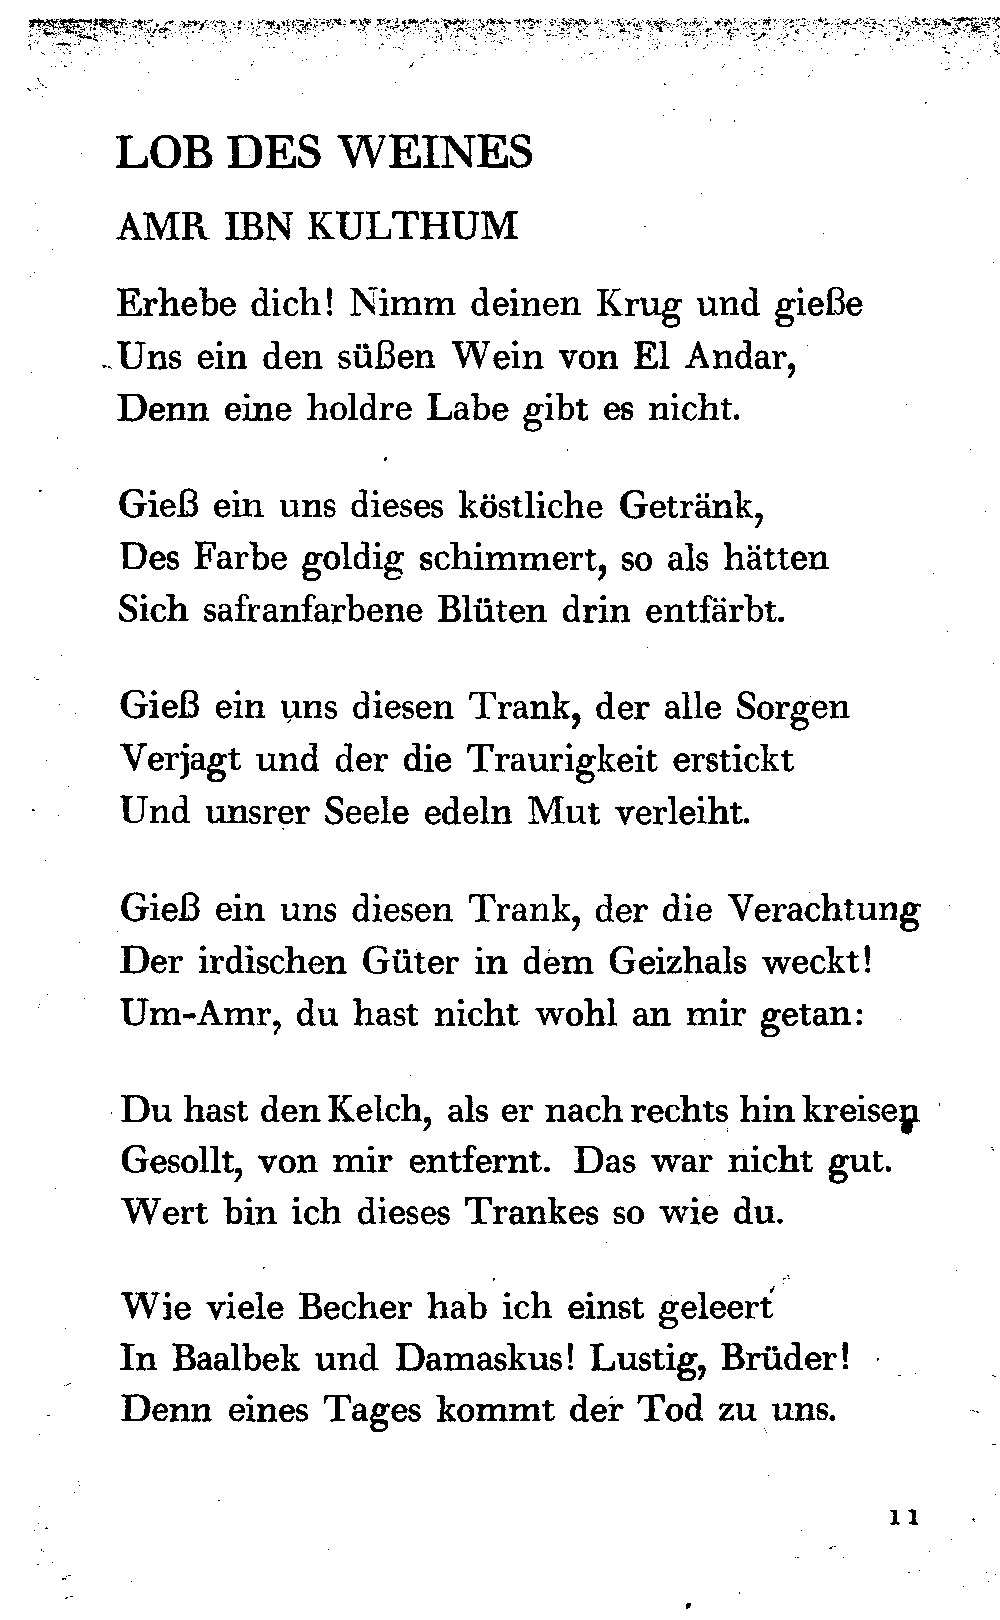 LOB DES WEINES
AMR IBN KULTHUM
Erhebe dich! Nimm deinen Krug und gieße
Uns ein den süßen Wein von El Andar,
Denn eine holdre Labe gibt es nicht.
Gieß ein uns dieses köstliche Getränk,
Des Farbe goldig schimmert, so als hätten
Sich safranfarbene Blüten drin entfärbt.
Gieß ein uns diesen Trank, der alle Sorgen
Verjagt und der die Traurigkeit erstickt
Und unsrer Seele edeln Mut verleiht.
Gieß ein uns diesen Trank, der die Verachtung
Der irdischen Güter in dem Geizhals weckt!
Um-Amr, du hast nicht wohl an mir getan:
Du hast den Kelch, als er nach rechts hin kreisen
Gesollt, von mir entfernt. Das war nicht gut.
Wert bin ich dieses Trankes so wie du.
Wie viele Becher hab ich einst geleert
In Baalbek und Damaskus! Lustig, Brüder!
Denn eines Tages kommt der Tod zu uns.
11